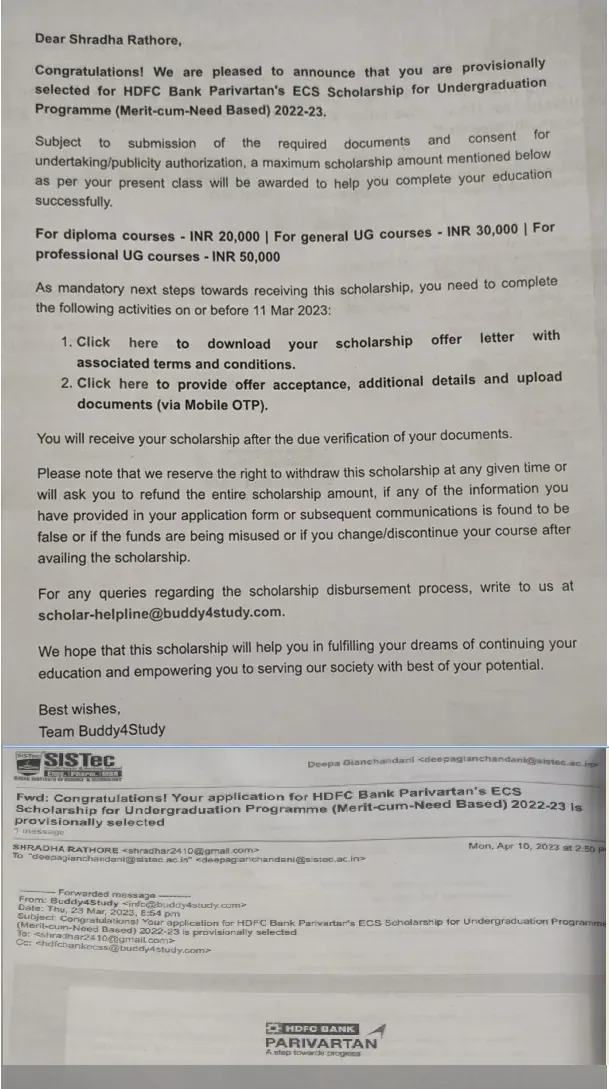 Dear Shradha Rathore,
Congratulations! We are pleased to announce that you are provisionally
selected for HDFC Bank Parivartan's ECS Scholarship for Undergraduation
Programme (Merit-cum-Need Based) 2022-23.
Subject to submission of the required documents and consent for
undertaking/publicity authorization, a maximum scholarship amount mentioned below
as per your present class will be awarded to help you complete your education
successfully.
For diploma courses - INR 20,000 | For general UG courses - INR 30,000 | For
professional UG courses - INR 50,000
As mandatory next steps towards receiving this scholarship, you need to complete
the following activities on or before 11 Mar 2023:
1. Click here to download your scholarship offer letter with
associated terms and conditions.
2. Click here to provide offer acceptance, additional details and upload
documents (via Mobile OTP).
You will receive your scholarship after the due verification of your documents.
Please note that we reserve the right to withdraw this scholarship at any given time or
will ask you to refund the entire scholarship amount, if any of the information you
have provided in your application form or subsequent communications is found to be
false or if the funds are being misused or if you change/discontinue your course after
availing the scholarship.
For any queries regarding the scholarship disbursement process, write to us at
scholar-helpline@buddy4study.com.
We hope that this scholarship will help you in fulfilling your dreams of continuing your
education and empowering you to serving our society with best of your potential.
Best wishes,
Team Buddy4Study
SISTec
Deepa Gianchandani <deepagianchandani@sistec.ac.in>
Fwd: Congratulations! Your application for HDFC Bank Parivartan's ECS
Scholarship for Undergraduation Programme (Merit-cum-Need Based) 2022-23 is
provisionally selected
1 message
SHRADHA RATHORE <shradhar2410@gmail.com>
Mon, Apr 10, 2023 at 2:50
To: "deepagianchandani@sistec.ac.in" <deepagianchandani@sistec.ac.in>
---------- Forwarded message ----------
From: Buddy4Study <info@buddy4study.com>
Date: Thu, 23 Mar, 2023, 6:54 pm
Subject: Congratulations! Your application for HDFC Bank Parivartan's ECS Scholarship for Undergraduation Programme
(Merit-cum-Need Based) 2022-23 is provisionally selected
To: <shradhar2410@gmail.com>
Cc: <hdfcbankecss@buddy4study.com>
HDFC BANK
PARIVARTAN
A step towards progress